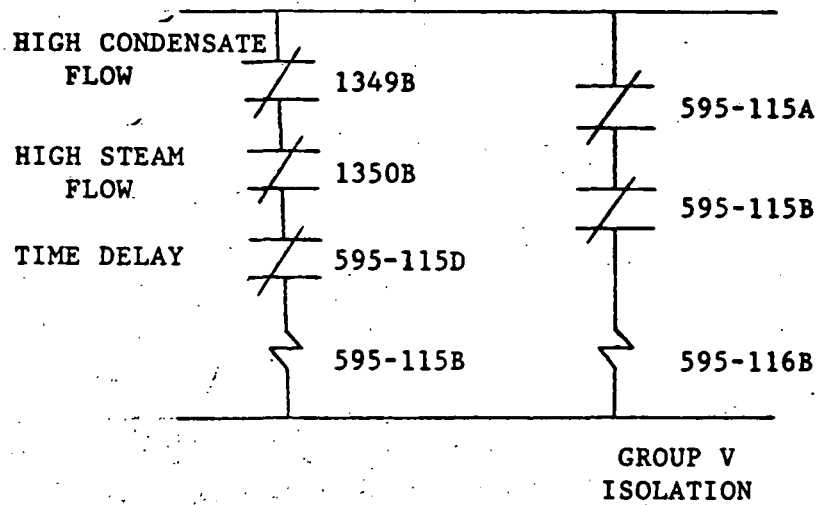 HIGH CONDENSATE
FLOW
1349B
595-115A
HIGH STEAM
FLOW
1350B
595-115B
TIME DELAY
595-115D
595-115B
595-116B
GROUP V
ISOLATION